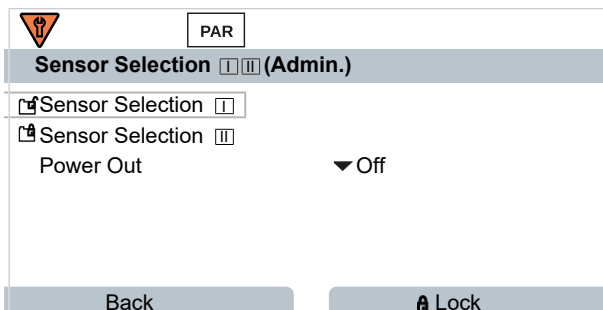 PAR
Sensor Selection I II (Admin.)
Sensor Selection I
Sensor Selection II
Power Out Off
Back Lock